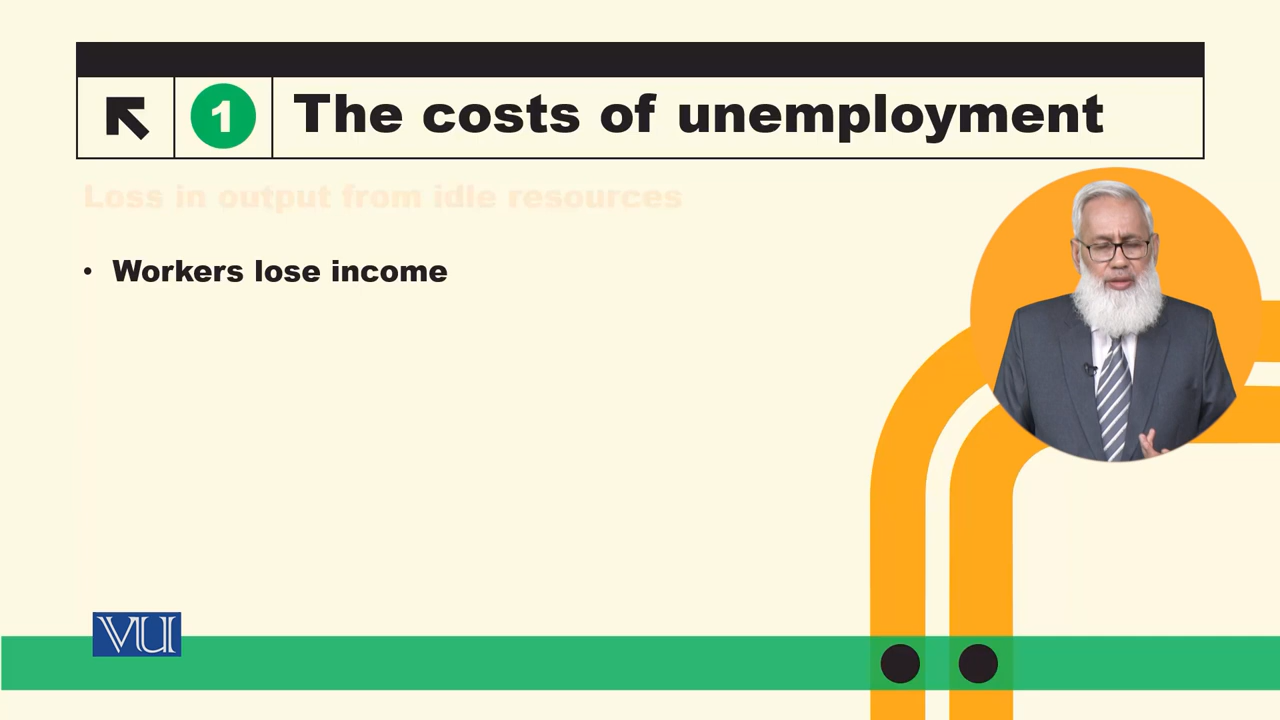 1 The costs of unemployment
Loss in output from idle resources
• Workers lose income
VU